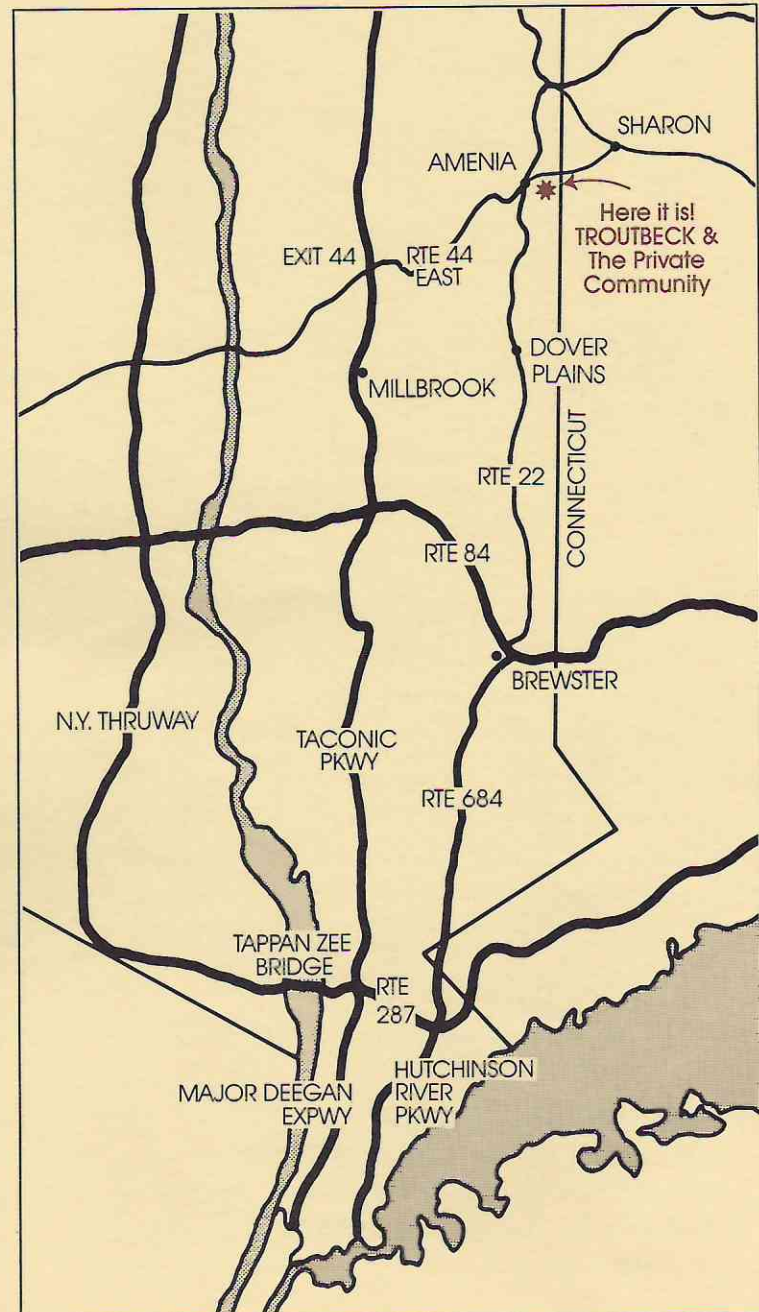 SHARON
AMENIA
Here it is!
TROUTBECK &
The Private
Community
EXIT 44
RTE 44
EAST
DOVER
PLAINS
MILLBROOK
CONNECTICUT
RTE 22
RTE 84
BREWSTER
N.Y. THRUWAY
TACONIC
PKWY
RTE 684
TAPPAN ZEE
BRIDGE
RTE
287
HUTCHINSON
RIVER
PKWY
MAJOR DEEGAN
EXPWY